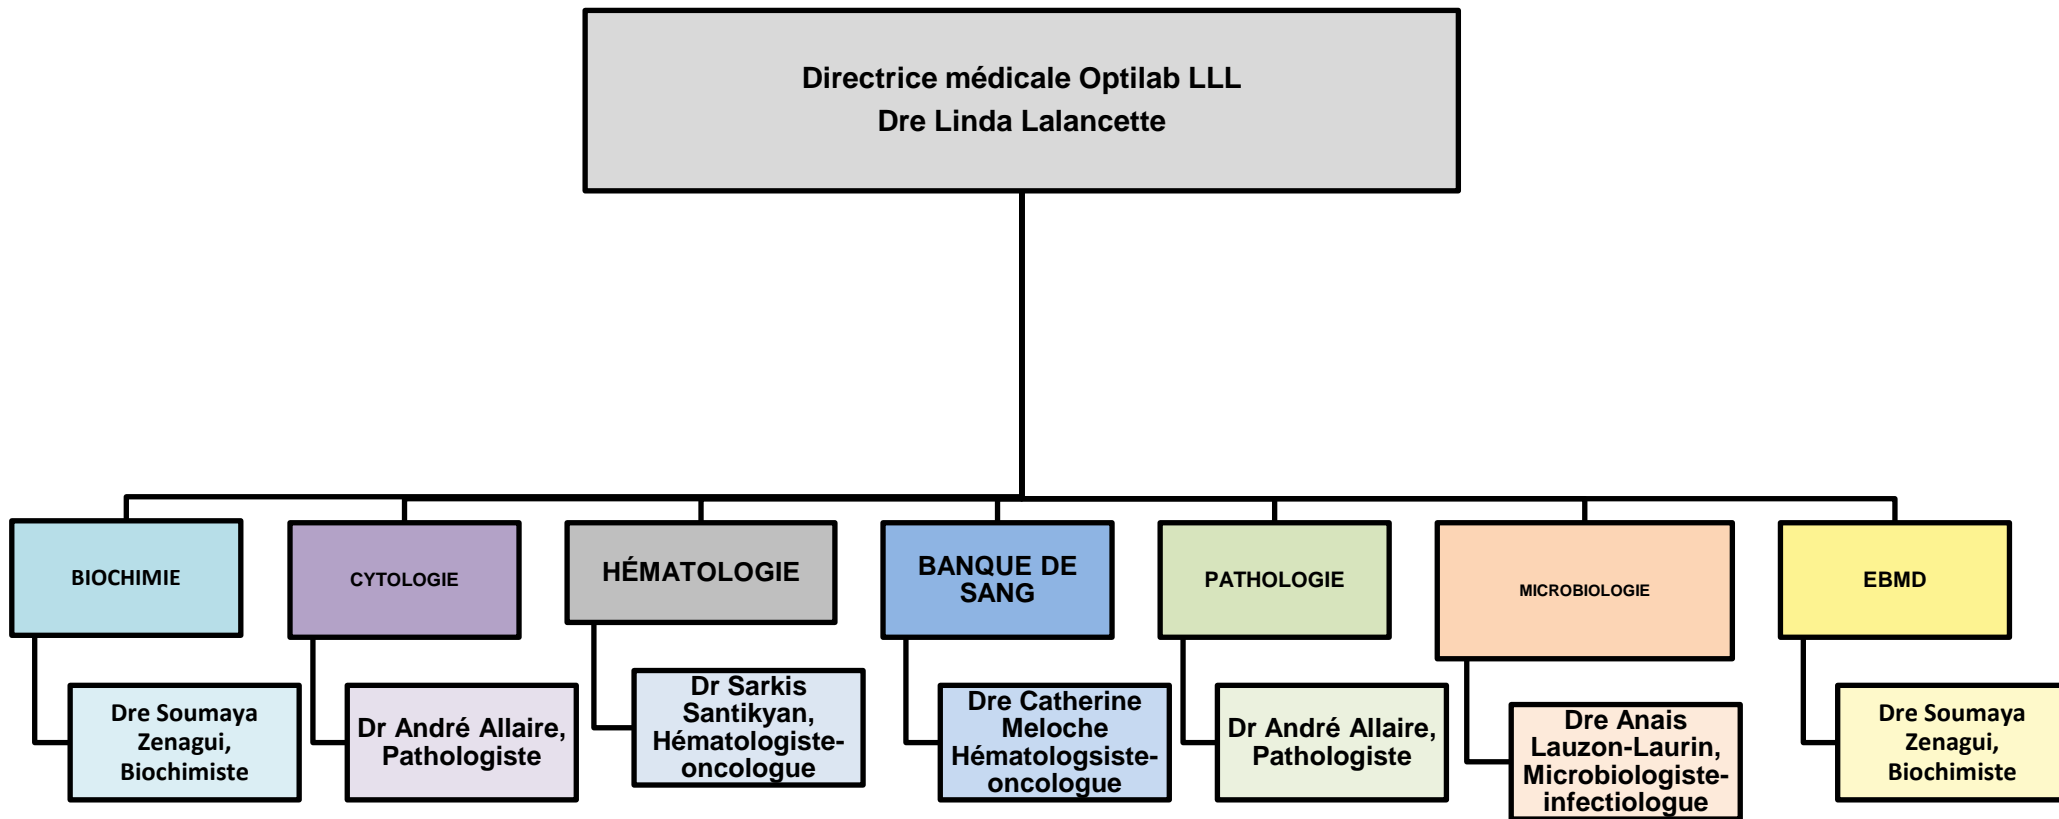 Directrice médicale Optilab LLL
Dre Linda Lalancette
BIOCHIMIE
CYTOLOGIE
HÉMATOLOGIE
BANQUE DE
SANG
PATHOLOGIE
MICROBIOLOGIE
EBMD
Dre Soumaya
Zenagui,
Biochimiste
Dr André Allaire,
Pathologiste
Dr Sarkis
Santikyan,
Hématologiste-
oncologue
Dre Catherine
Meloche
Hématologsiste-
oncologue
Dr André Allaire,
Pathologiste
Dre Anais
Lauzon-Laurin,
Microbiologiste-
infectiologue
Dre Soumaya
Zenagui,
Biochimiste